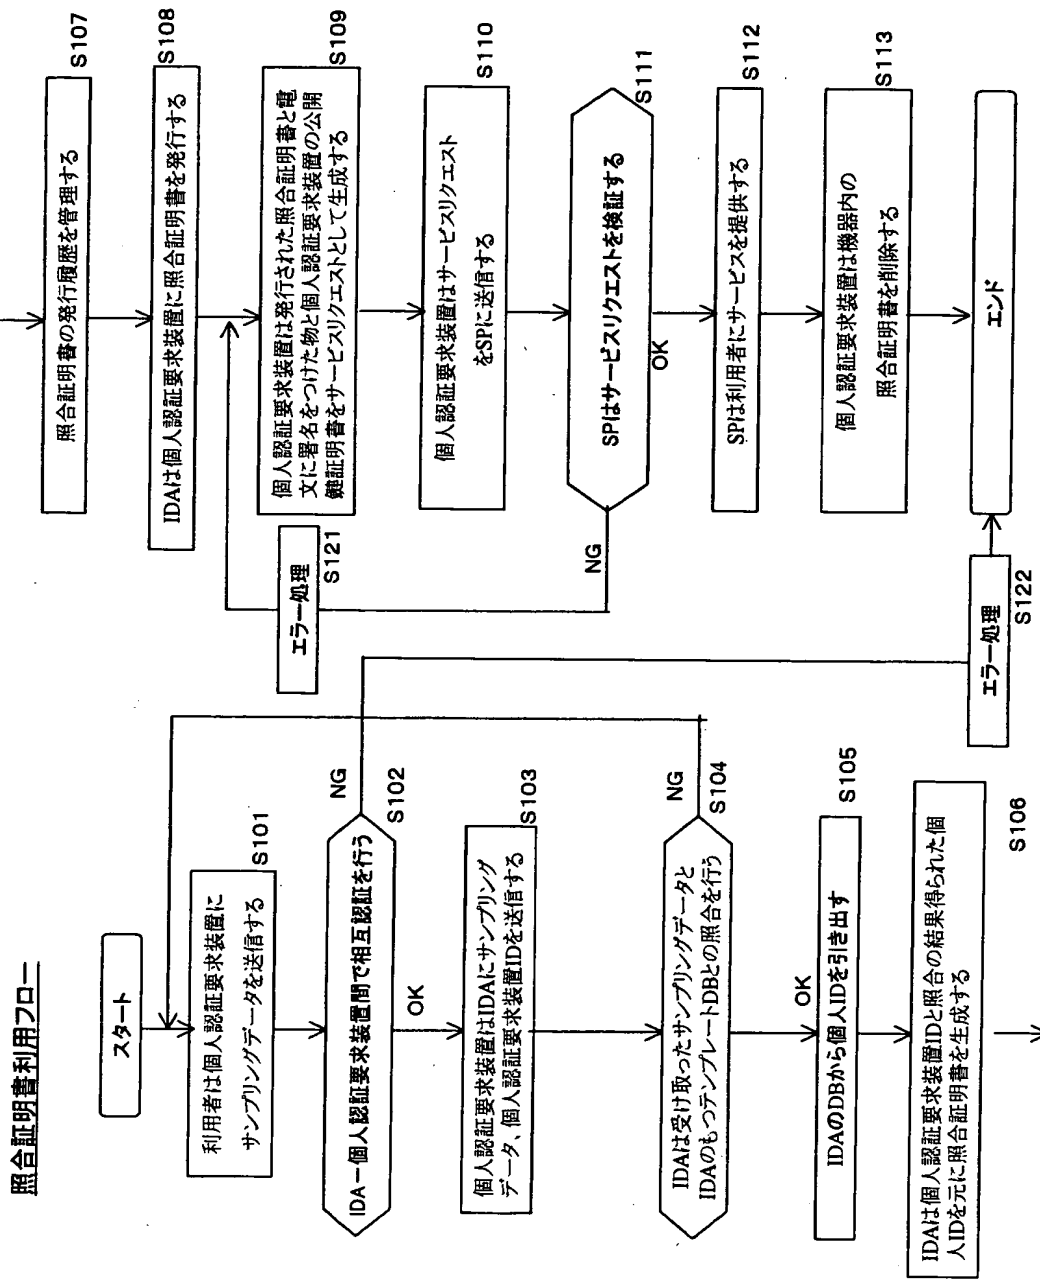 照合証明書利用フロー
スタート
利用者は個人認証要求装置に
サンプリングデータを送信する
S101
IDAー個人認証要求装置間で相互認証を行う
NG
S102
OK
個人認証要求装置はIDAにサンプリング
データ、個人認証要求装置IDを送信する
S103
IDAは受け取ったサンプリングデータと
IDAのもつテンプレートDBとの照合を行う
NG
S104
OK
IDAのDBから個人IDを引き出す
S105
IDAは個人認証要求装置IDと照合の結果得られた個
人IDを元に照合証明書を生成する
S106
照合証明書の発行履歴を管理する
S107
IDAは個人認証要求装置に照合証明書を発行する
S108
個人認証要求装置は発行された照合証明書と電
文に署名をつけた物と個人認証要求装置の公開
鍵証明書をサービスリクエストとして生成する
S109
エラー処理
S121
個人認証要求装置はサービスリクエスト
をSPに送信する
S110
SPはサービスリクエストを検証する
S111
NG
OK
SPは利用者にサービスを提供する
S112
個人認証要求装置は機器内の
照合証明書を削除する
S113
エラー処理
S122
エンド